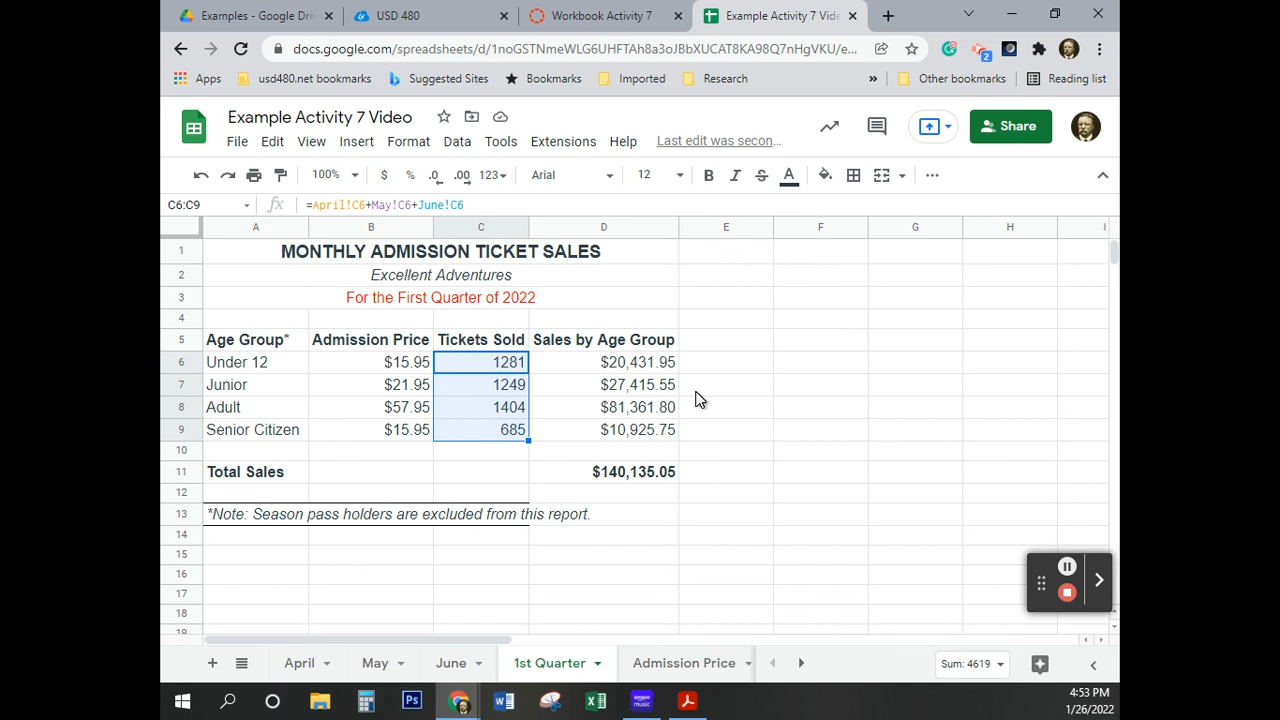 Examples - Google Dri
USD 480
Workbook Activity 7
Example Activity 7 Vide
docs.google.com/spreadsheets/d/1noGSTNmeWLG6UHFTAh8a3oJBbXUCAT8KA98Q7nHgVKU/e...
2
Apps
usd480.net bookmarks
Suggested Sites
Bookmarks
Imported
Research
»
Other bookmarks
Reading list
Example Activity 7 Video
Share
File Edit View Insert Format Data Tools Extensions Help Last edit was secon...
100% $ % .0 .00 123 Arial 12 B I S A ...
C6:C9 fx =April!C6+May!C6+June!C6
A B C D E F G H I
1 MONTHLY ADMISSION TICKET SALES
2 Excellent Adventures
3 For the First Quarter of 2022
4
5 Age Group* Admission Price Tickets Sold Sales by Age Group
6 Under 12 $15.95 1281 $20,431.95
7 Junior $21.95 1249 $27,415.55
8 Adult $57.95 1404 $81,361.80
9 Senior Citizen $15.95 685 $10,925.75
10
11 Total Sales $140,135.05
12
13 *Note: Season pass holders are excluded from this report.
14
15
16
17
18
19
+ April May June 1st Quarter Admission Price Sum: 4619
Ps W X music
4:53 PM
1/26/2022